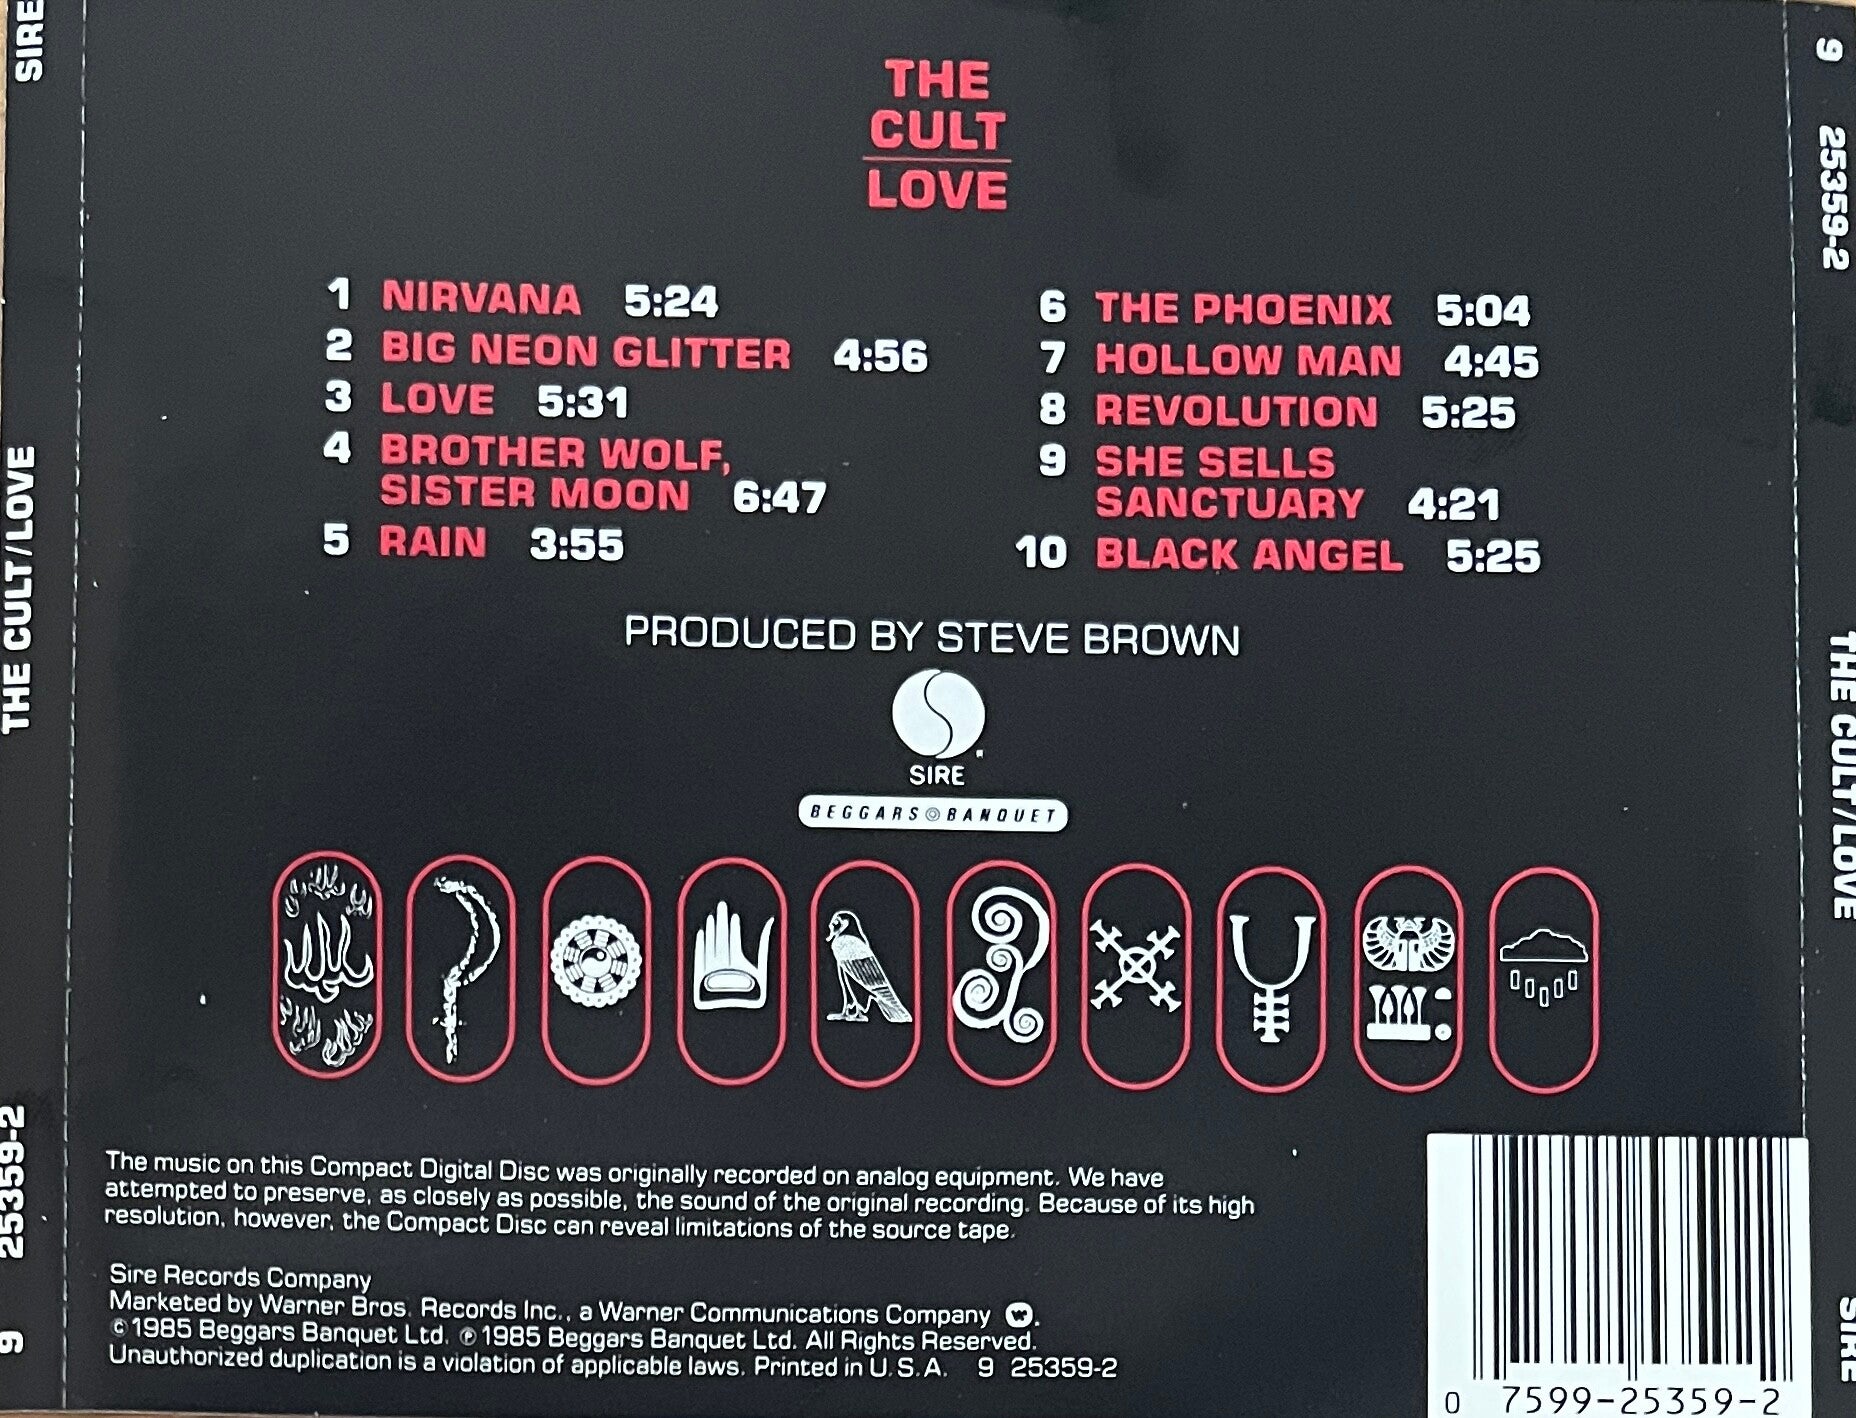 THE
CULT
LOVE
1 NIRVANA 5:24
2 BIG NEON GLITTER 4:56
3 LOVE 5:31
4 BROTHER WOLF,
SISTER MOON 6:47
5 RAIN 3:55
6 THE PHOENIX 5:04
7 HOLLOW MAN 4:45
8 REVOLUTION 5:25
9 SHE SELLS
SANCTUARY 4:21
10 BLACK ANGEL 5:25
PRODUCED BY STEVE BROWN
SIRE
BEGGARS BANQUET
The music on this Compact Digital Disc was originally recorded on analog equipment. We have
attempted to preserve, as closely as possible, the sound of the original recording. Because of its high
resolution, however, the Compact Disc can reveal limitations of the source tape.
Sire Records Company
Marketed by Warner Bros. Records Inc., a Warner Communications Company W.
© 1985 Beggars Banquet Ltd. ℗ 1985 Beggars Banquet Ltd. All Rights Reserved.
Unauthorized duplication is a violation of applicable laws. Printed in U.S.A. 9 25359-2
0 7599-25359-2
9 25359-2 THE CULT/LOVE SIRE
9 25359-2 THE CULT/LOVE SIRE